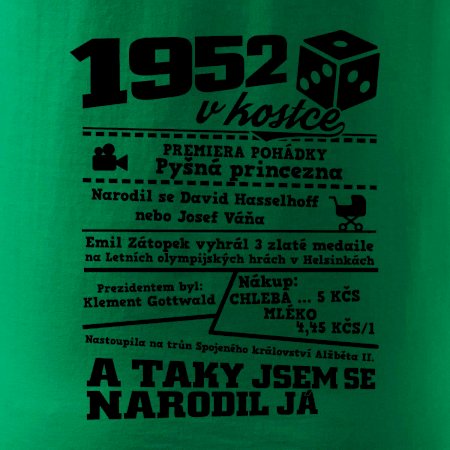 1952
v kostce
PREMIERA POHÁDKY
Pyšná princezna
Narodil se David Hasselhoff
nebo Josef Váňa
Emil Zátopek vyhrál 3 zlaté medaile
na Letních olympijských hrách v Helsinkách
Prezidentem byl:
Klement Gottwald
Nákup:
CHLEBA ... 5 KČS
MLÉKO
4,45 KČS/l
Nastoupila na trůn Spojeného království Alžběta II.
A TAKY JSEM SE
NARODIL JÁ